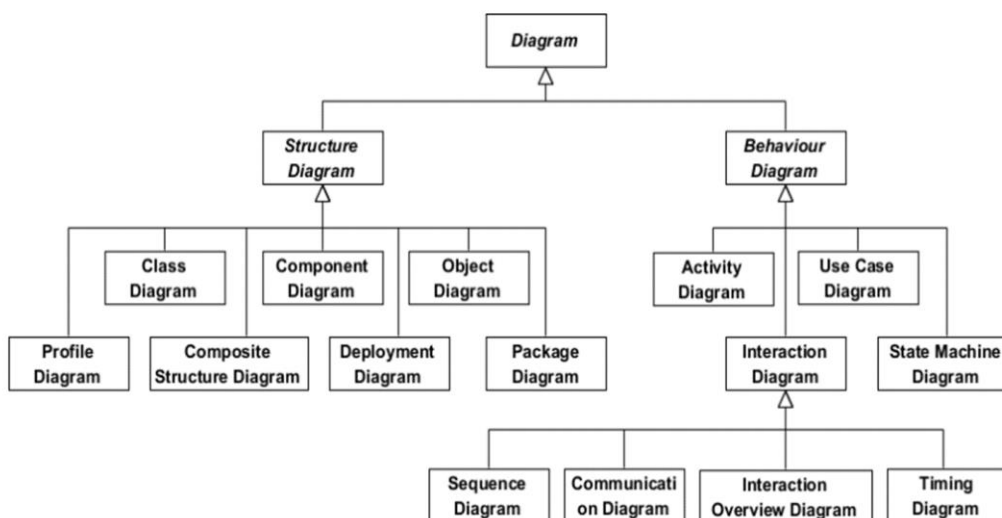 Diagram
Structure
Diagram
Behaviour
Diagram
Class
Diagram
Component
Diagram
Object
Diagram
Activity
Diagram
Use Case
Diagram
Profile
Diagram
Composite
Structure Diagram
Deployment
Diagram
Package
Diagram
Interaction
Diagram
State Machine
Diagram
Sequence
Diagram
Communicati
on Diagram
Interaction
Overview Diagram
Timing
Diagram